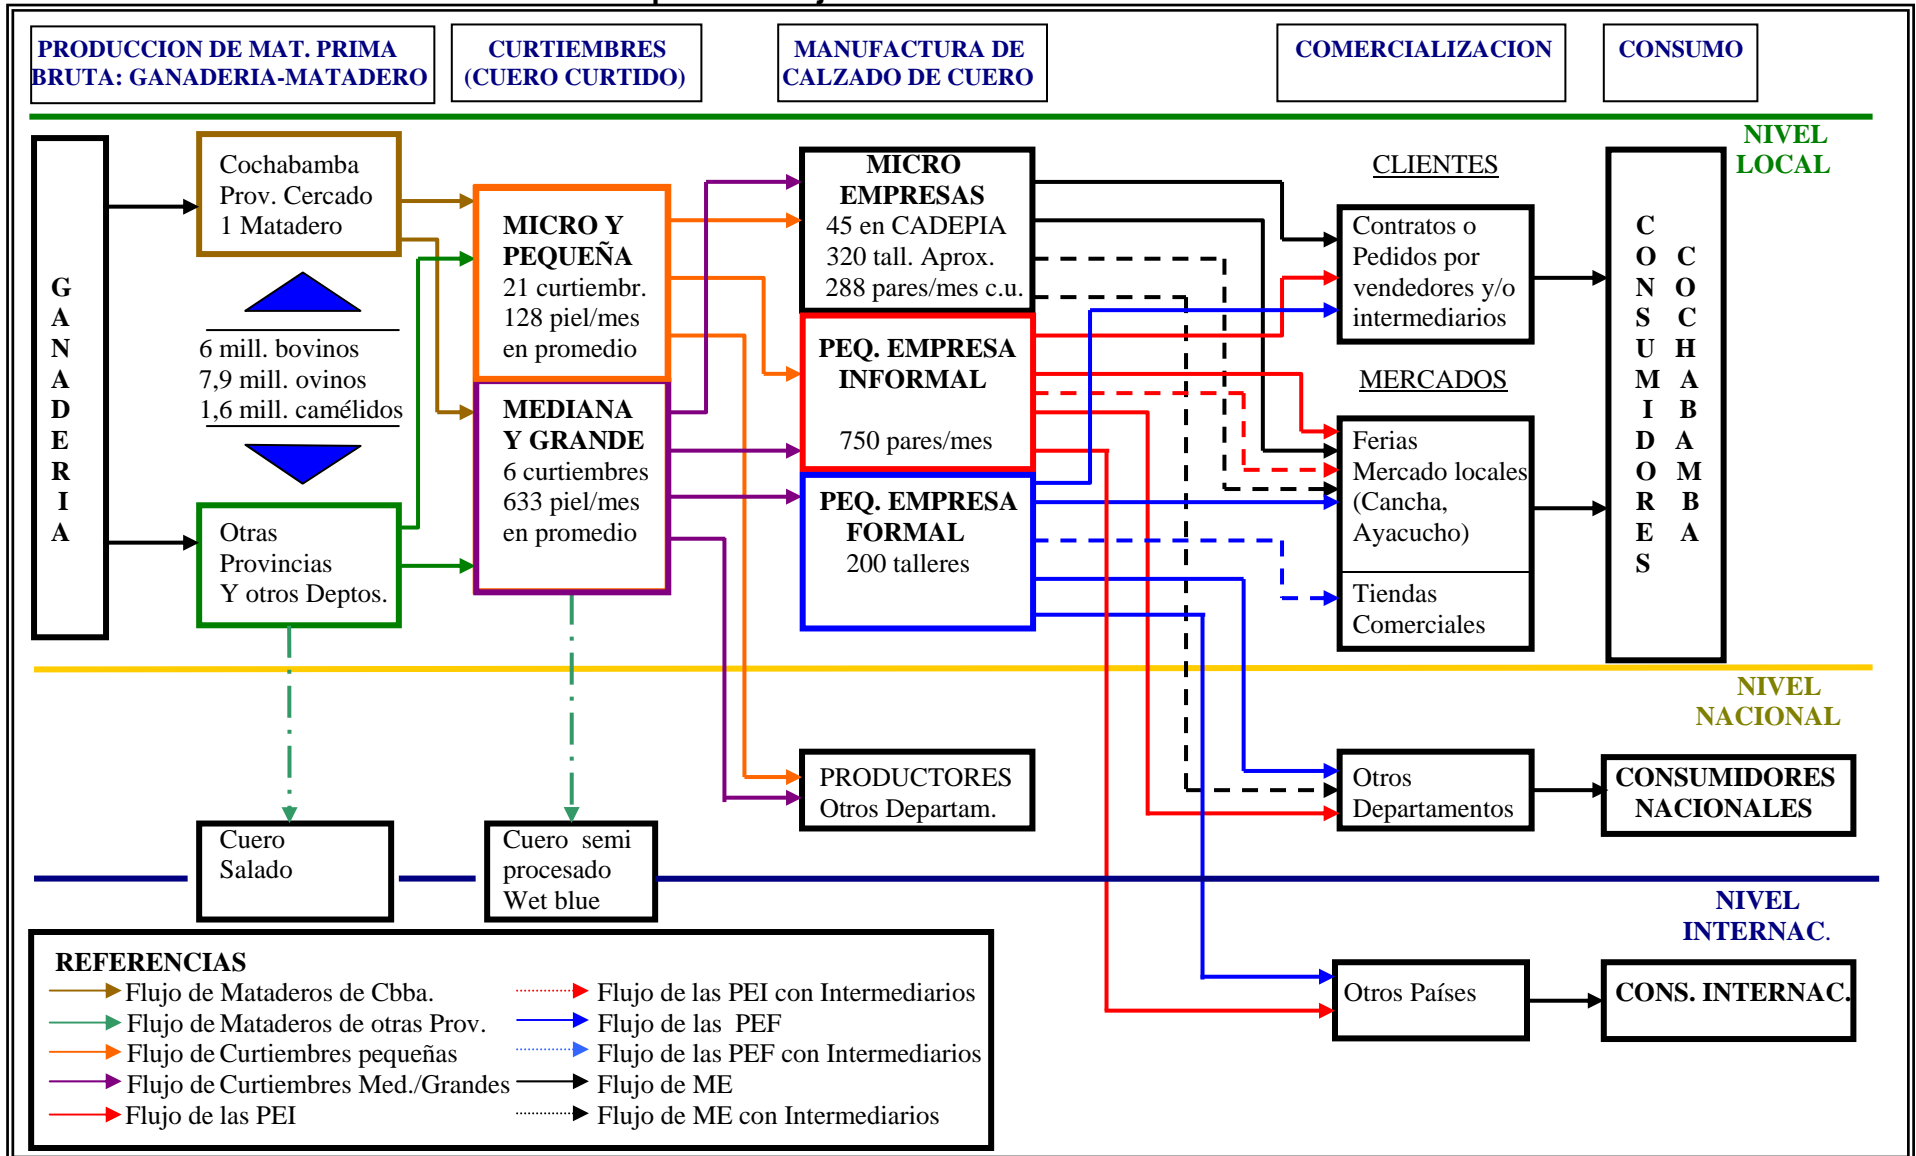 PRODUCCION DE MAT. PRIMA
BRUTA: GANADERIA-MATADERO
CURTIEMBRES
(CUERO CURTIDO)
MANUFACTURA DE
CALZADO DE CUERO
COMERCIALIZACION
CONSUMO
NIVEL
LOCAL
GANADERIA
Cochabamba
Prov. Cercado
1 Matadero
6 mill. bovinos
7,9 mill. ovinos
1,6 mill. camélidos
Otras
Provincias
Y otros Deptos.
MICRO Y
PEQUEÑA
21 curtiembr.
128 piel/mes
en promedio
MEDIANA
Y GRANDE
6 curtiembres
633 piel/mes
en promedio
MICRO
EMPRESAS
45 en CADEPIA
320 tall. Aprox.
288 pares/mes c.u.
PEQ. EMPRESA
INFORMAL
750 pares/mes
PEQ. EMPRESA
FORMAL
200 talleres
CLIENTES
Contratos o
Pedidos por
vendedores y/o
intermediarios
MERCADOS
Ferias
Mercado locales
(Cancha,
Ayacucho)
Tiendas
Comerciales
CONSUMIDORES
COCHABAMBA
NIVEL
NACIONAL
PRODUCTORES
Otros Departam.
Otros
Departamentos
CONSUMIDORES
NACIONALES
Cuero
Salado
Cuero semi
procesado
Wet blue
NIVEL
INTERNAC.
Otros Países
CONS. INTERNAC.
REFERENCIAS
Flujo de Mataderos de Cbba.
Flujo de Mataderos de otras Prov.
Flujo de Curtiembres pequeñas
Flujo de Curtiembres Med./Grandes
Flujo de las PEI
Flujo de las PEI con Intermediarios
Flujo de las PEF
Flujo de las PEF con Intermediarios
Flujo de ME
Flujo de ME con Intermediarios